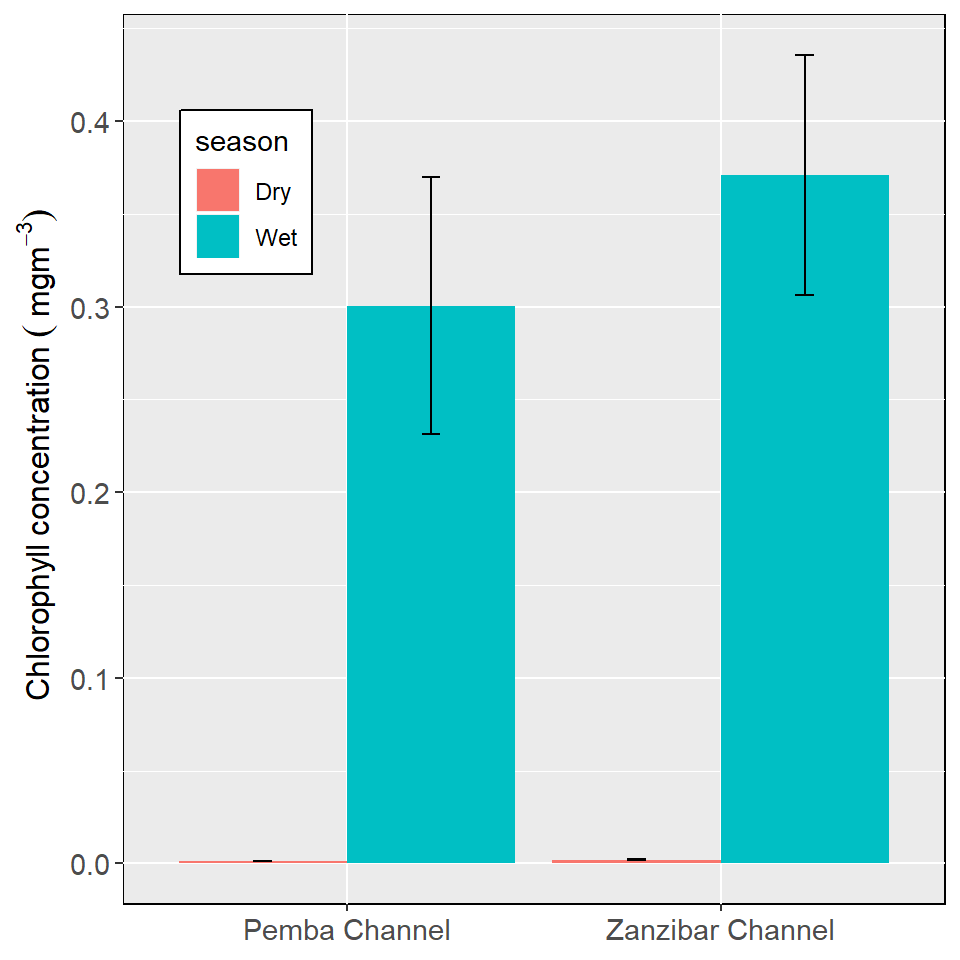 Chlorophyll concentration ( mgm⁻³)
0.4
0.3
0.2
0.1
0.0
season
Dry
Wet
Pemba Channel
Zanzibar Channel